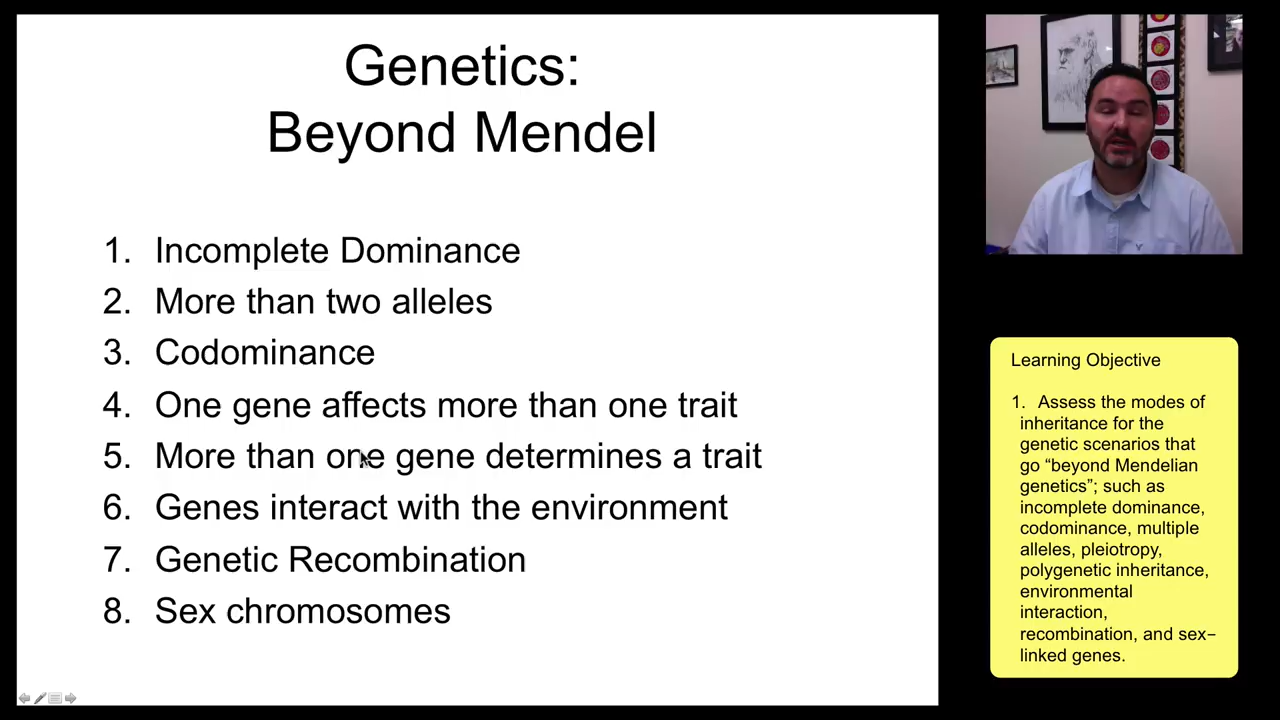 Genetics:
Beyond Mendel
1. Incomplete Dominance
2. More than two alleles
3. Codominance
4. One gene affects more than one trait
5. More than one gene determines a trait
6. Genes interact with the environment
7. Genetic Recombination
8. Sex chromosomes
Learning Objective
1. Assess the modes of
inheritance for the
genetic scenarios that
go “beyond Mendelian
genetics”; such as
incomplete dominance,
codominance, multiple
alleles, pleiotropy,
polygenetic inheritance,
environmental
interaction,
recombination, and sex–
linked genes.